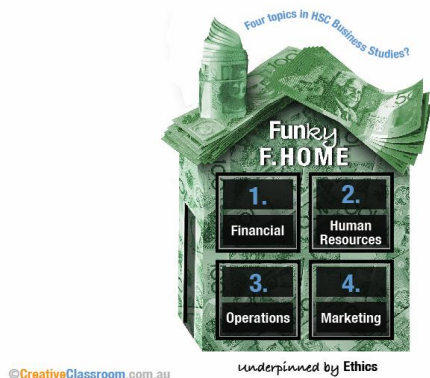 Four topics in HSC Business Studies?
Funky
F.HOME
1.
Financial
2.
Human
Resources
3.
Operations
4.
Marketing
underpinned by Ethics
©CreativeClassroom.com.au